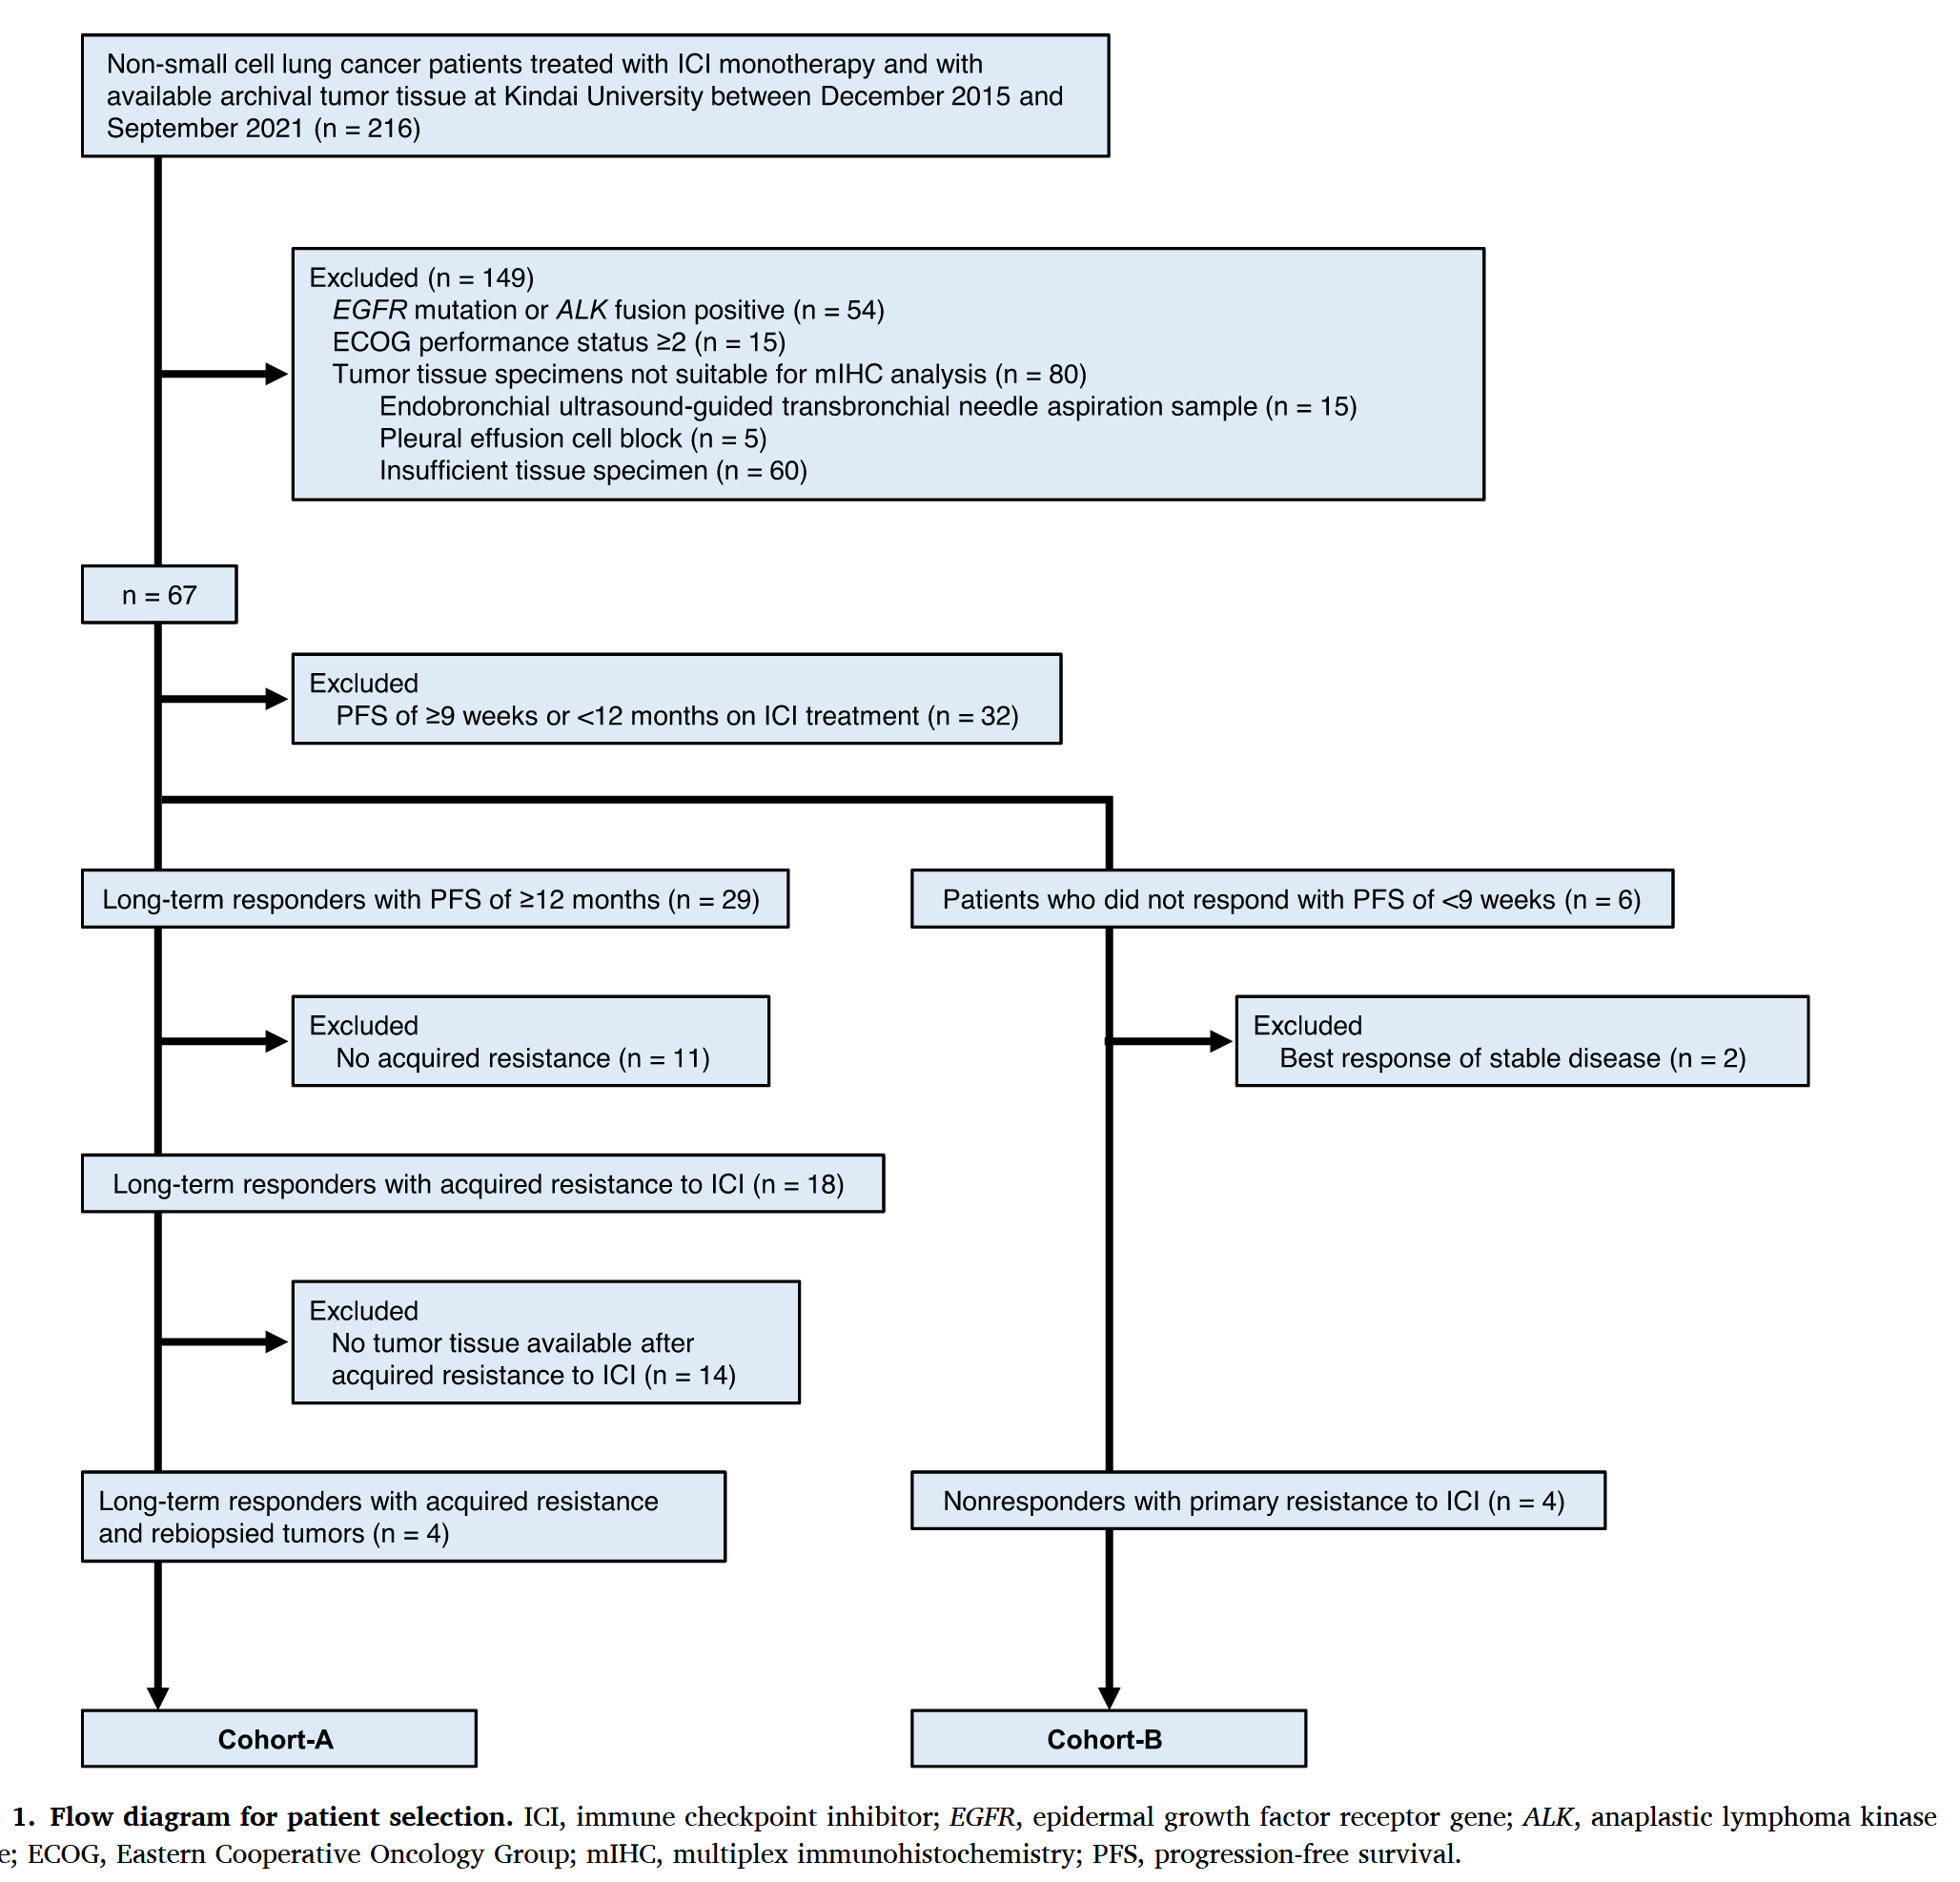 Non-small cell lung cancer patients treated with ICI monotherapy and with
available archival tumor tissue at Kindai University between December 2015 and
September 2021 (n = 216)
Excluded (n = 149)
EGFR mutation or ALK fusion positive (n = 54)
ECOG performance status ≥2 (n = 15)
Tumor tissue specimens not suitable for mIHC analysis (n = 80)
Endobronchial ultrasound-guided transbronchial needle aspiration sample (n = 15)
Pleural effusion cell block (n = 5)
Insufficient tissue specimen (n = 60)
n = 67
Excluded
PFS of ≥9 weeks or <12 months on ICI treatment (n = 32)
Long-term responders with PFS of ≥12 months (n = 29)
Patients who did not respond with PFS of <9 weeks (n = 6)
Excluded
No acquired resistance (n = 11)
Excluded
Best response of stable disease (n = 2)
Long-term responders with acquired resistance to ICI (n = 18)
Excluded
No tumor tissue available after
acquired resistance to ICI (n = 14)
Long-term responders with acquired resistance
and rebiopsied tumors (n = 4)
Nonresponders with primary resistance to ICI (n = 4)
Cohort-A
Cohort-B
1. Flow diagram for patient selection. ICI, immune checkpoint inhibitor; EGFR, epidermal growth factor receptor gene; ALK, anaplastic lymphoma kinase
e; ECOG, Eastern Cooperative Oncology Group; mIHC, multiplex immunohistochemistry; PFS, progression-free survival.